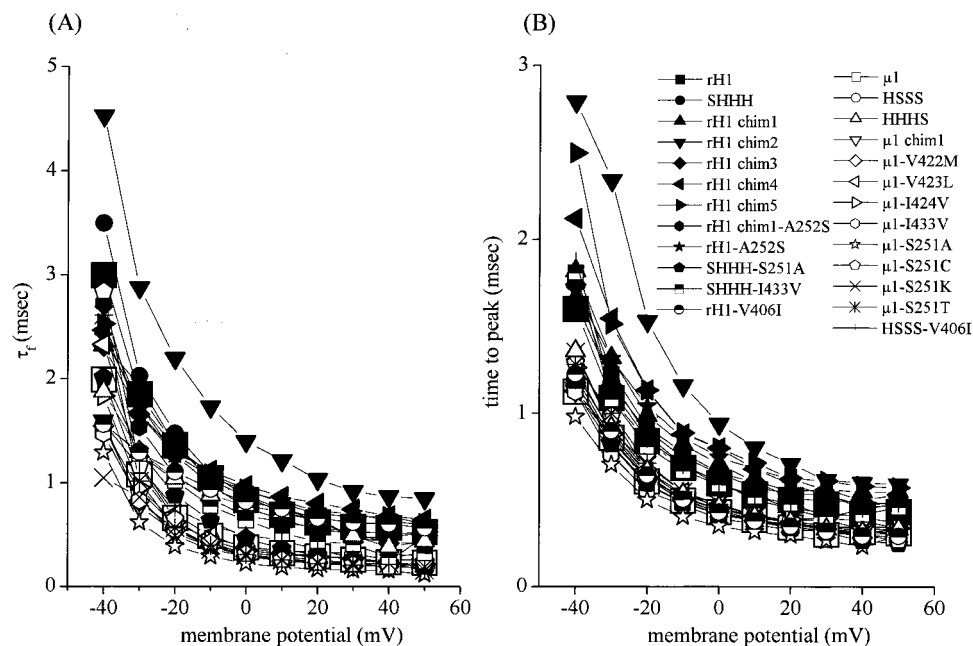 (A)
(B)
5
4
3
2
1
0
τf (msec)
-40
-20
0
20
40
60
membrane potential (mV)
3
2
1
0
time to peak (msec)
-40
-20
0
20
40
60
membrane potential (mV)
rH1
SHHH
rH1 chim1
rH1 chim2
rH1 chim3
rH1 chim4
rH1 chim5
rH1 chim1-A252S
rH1-A252S
SHHH-S251A
SHHH-I433V
rH1-V406I
μ1
HSSS
HHHS
μ1 chim1
μ1-V422M
μ1-V423L
μ1-I424V
μ1-I433V
μ1-S251A
μ1-S251C
μ1-S251K
μ1-S251T
HSSS-V406I